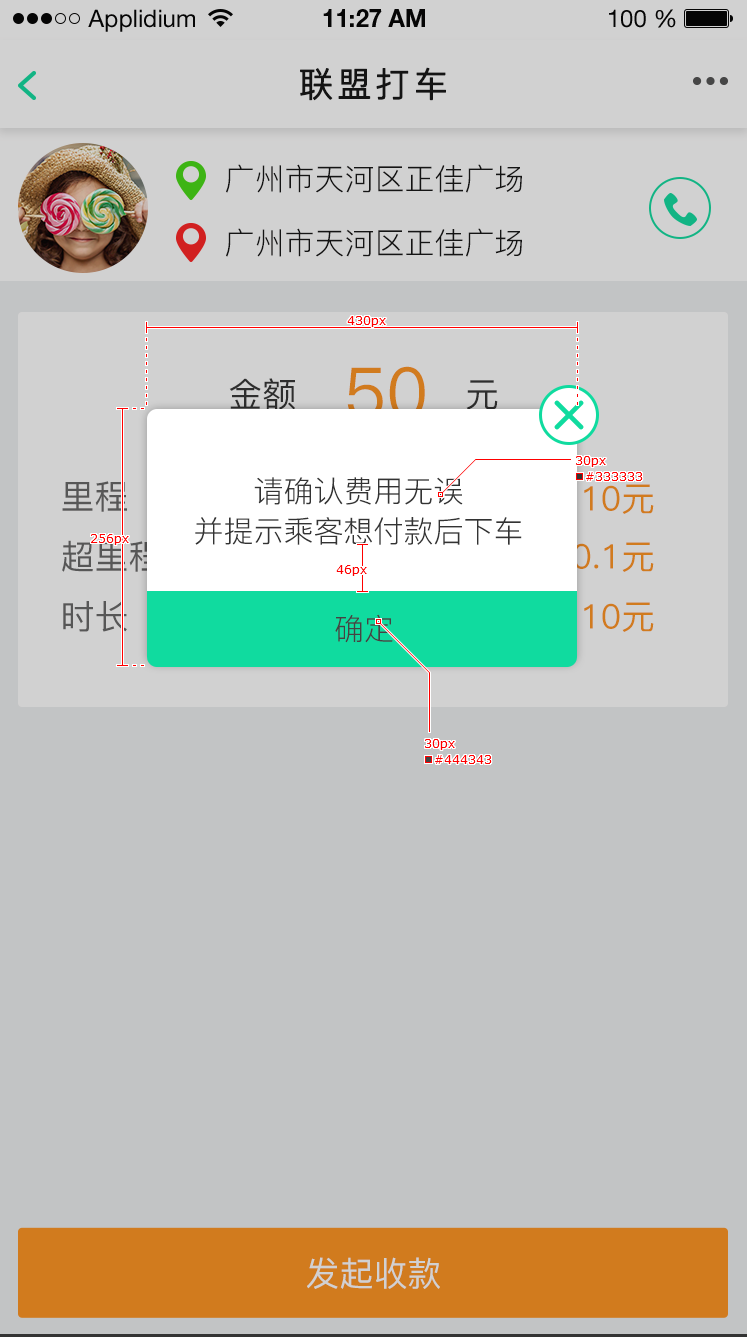 Applidium 11:27 AM 100 %
联盟打车
广州市天河区正佳广场
广州市天河区正佳广场
430px
金额 50 元
30px
#333333
请确认费用无误
里程 10元
并提示乘客想付款后下车
256px
超里程 0.1元
46px
时长 10元
确定
30px
#444343
发起收款